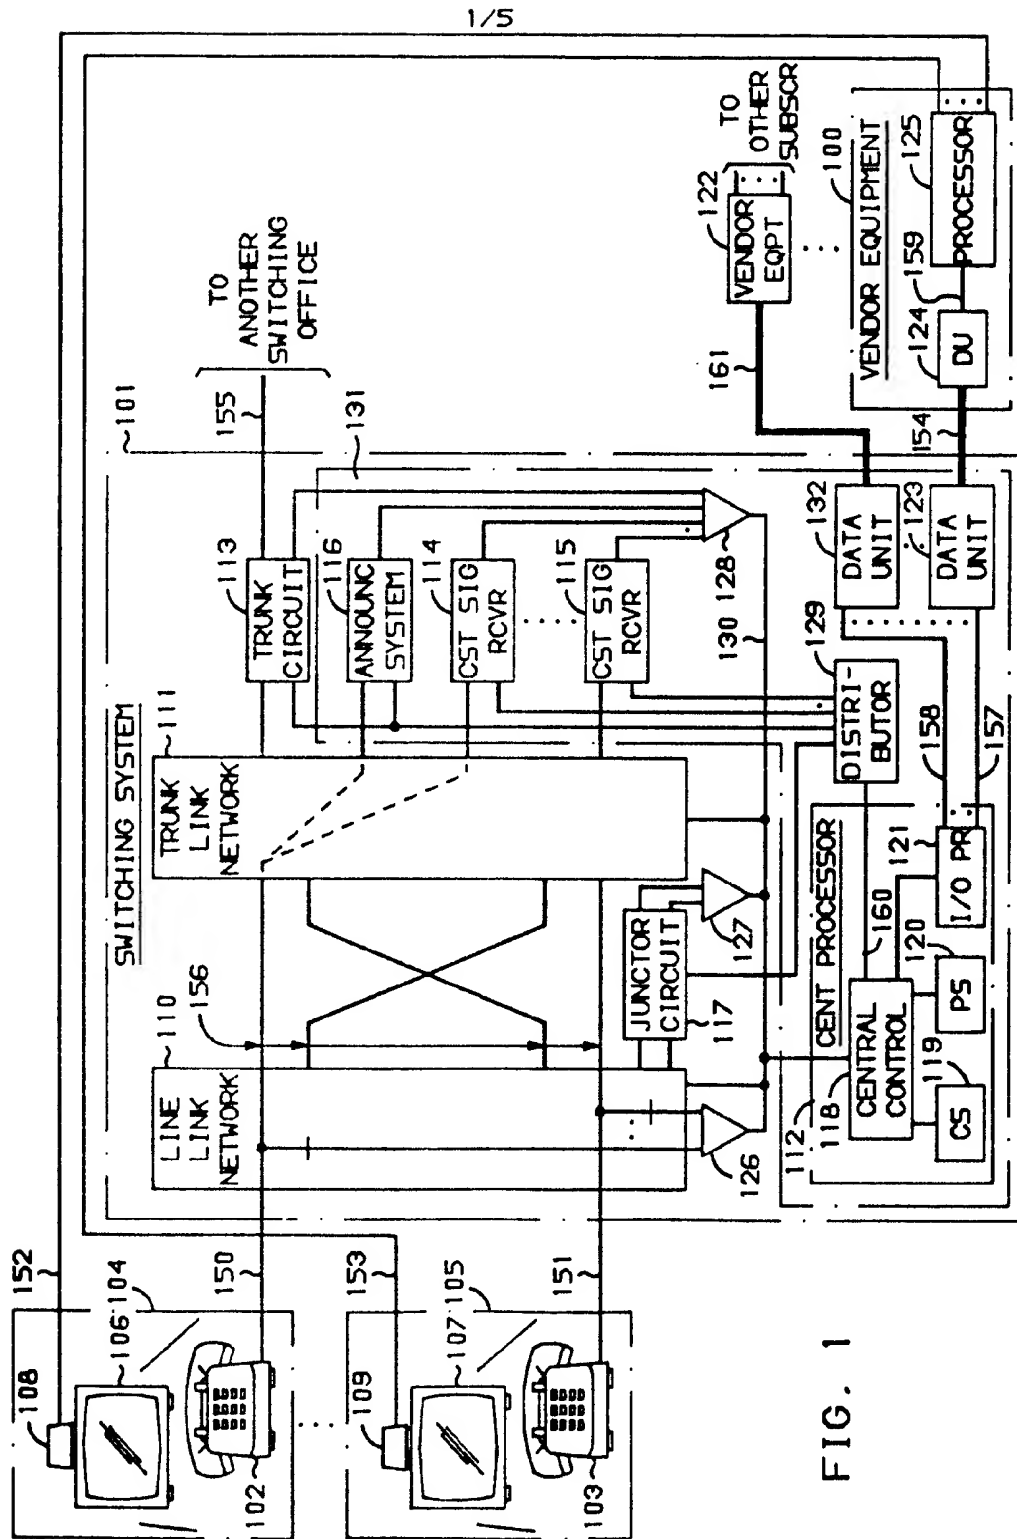 1/5
SWITCHING SYSTEM
101
TO
ANOTHER
SWITCHING
OFFICE
155
131
TRUNK
LINK
NETWORK
111
TRUNK
CIRCUIT
113
ANNOUNC
SYSTEM
116
CST SIG
RCVR
114
CST SIG
RCVR
115
128
130
LINE
LINK
NETWORK
110
156
JUNCTOR
CIRCUIT
117
127
126
CENT PROCESSOR
112
CENTRAL
CONTROL
118
CS
119
PS
120
I/O PR
121
160
DISTRI-
BUTOR
129
158
157
DATA
UNIT
132
DATA
UNIT
123
161
154
VENDOR
EQPT
122
TO
OTHER
SUBSCR
VENDOR EQUIPMENT
100
DU
124
159
PROCESSOR
125
152
108
106
104
150
102
153
109
107
105
151
103
FIG. 1